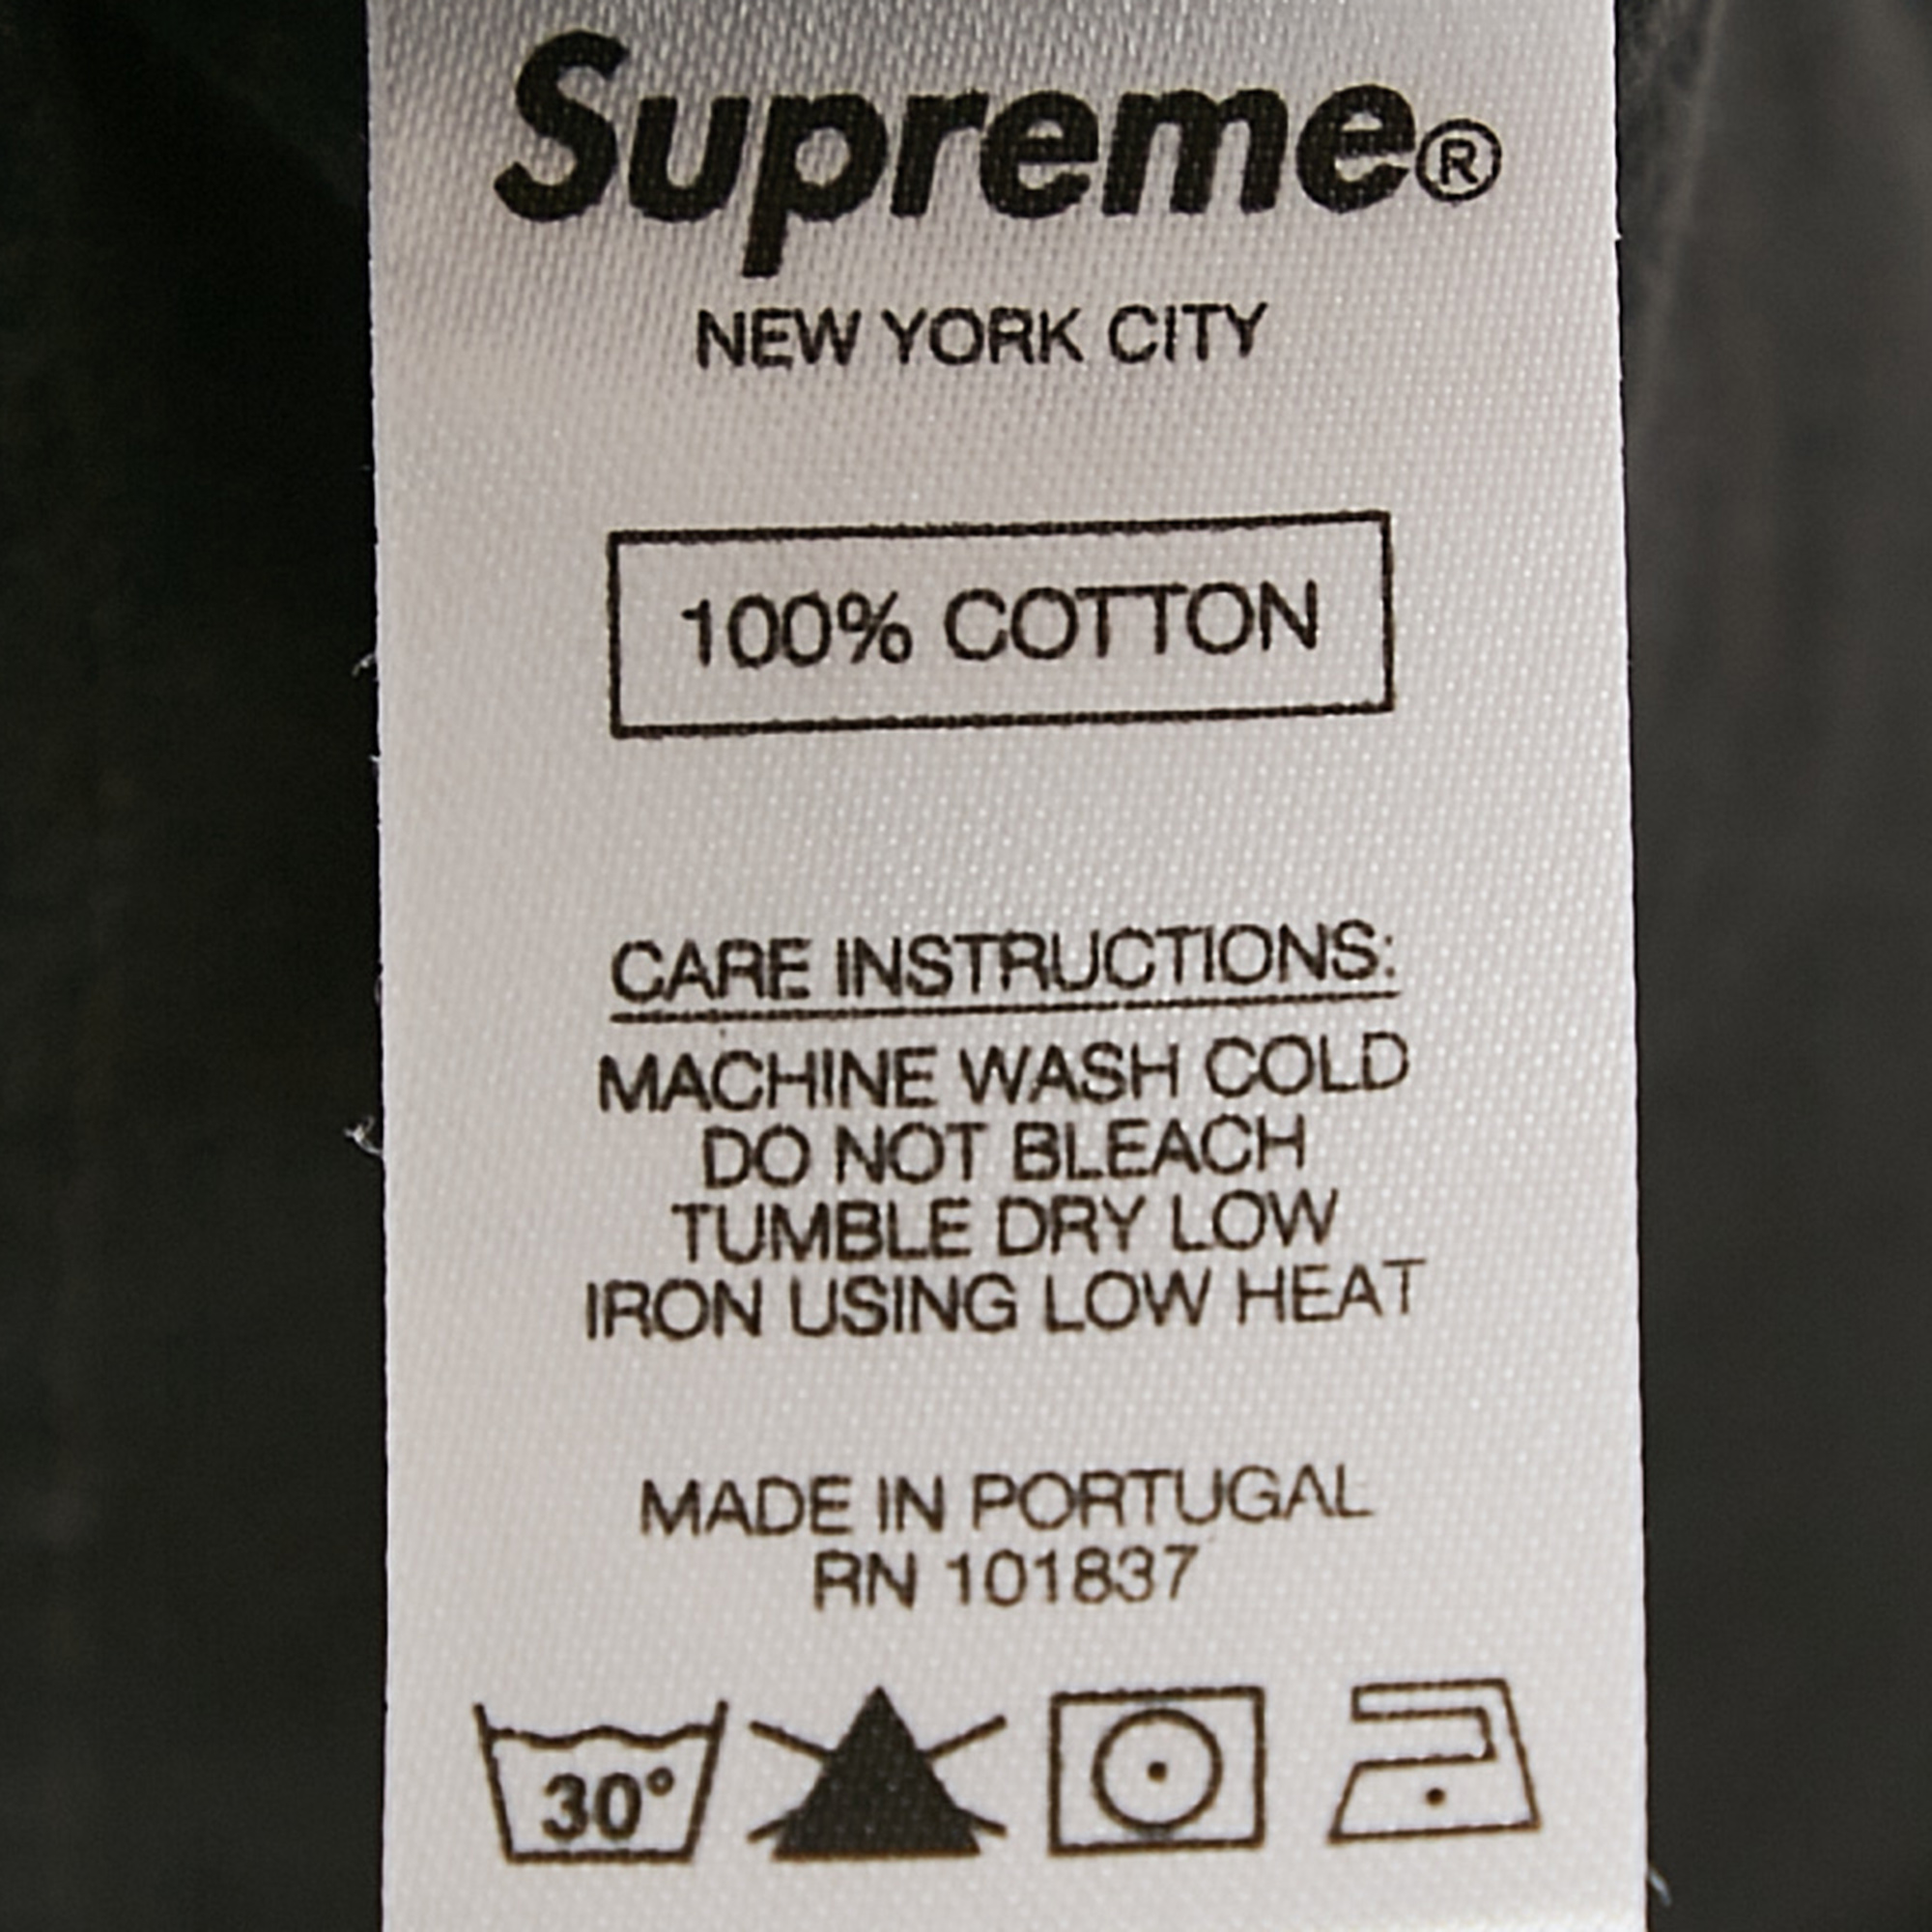 Supreme®
NEW YORK CITY
100% COTTON
CARE INSTRUCTIONS:
MACHINE WASH COLD
DO NOT BLEACH
TUMBLE DRY LOW
IRON USING LOW HEAT
MADE IN PORTUGAL
RN 101837
30°